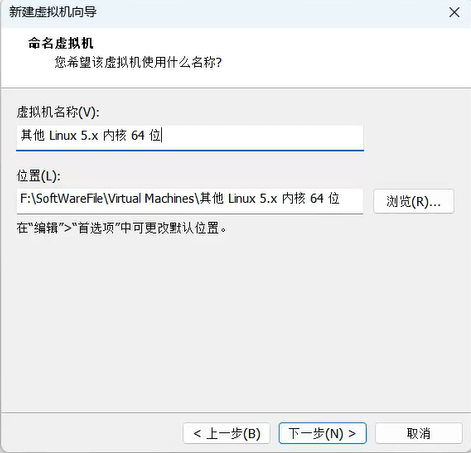 新建虚拟机向导
命名虚拟机
您希望该虚拟机使用什么名称?
虚拟机名称(V):
其他 Linux 5.x 内核 64 位
位置(L):
F:\SoftWareFile\Virtual Machines\其他 Linux 5.x 内核 64 位
浏览(R)...
在“编辑”>“首选项”中可更改默认位置。
< 上一步(B)
下一步(N) >
取消